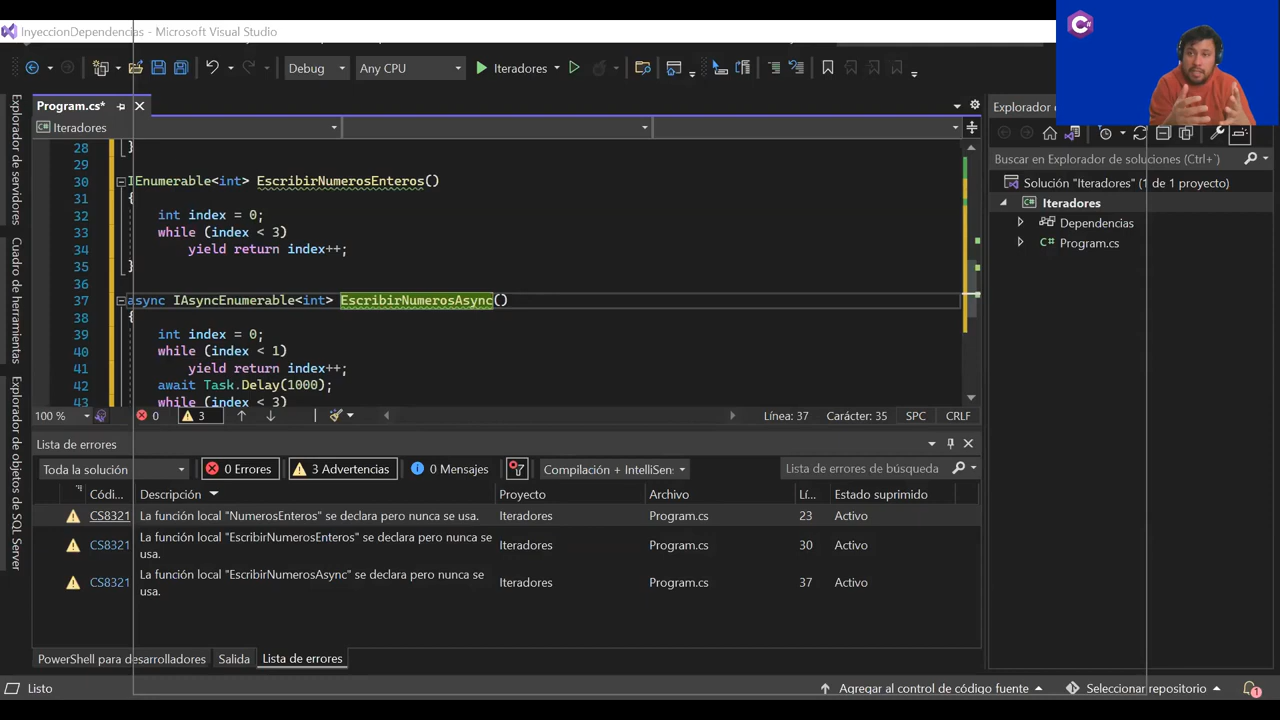 InyeccionDependencias - Microsoft Visual Studio
Debug Any CPU Iteradores
Program.cs*
Iteradores
Explorador de servidores
Cuadro de herramientas
Explorador de objetos de SQL Server
28 }
29
30 IEnumerable<int> EscribirNumerosEnteros()
31 {
32 int index = 0;
33 while (index < 3)
34 yield return index++;
35 }
36
37 async IAsyncEnumerable<int> EscribirNumerosAsync()
38 {
39 int index = 0;
40 while (index < 1)
41 yield return index++;
42 await Task.Delay(1000);
43 while (index < 3)
100 % 0 3 Línea: 37 Carácter: 35 SPC CRLF
Lista de errores
Toda la solución 0 Errores 3 Advertencias 0 Mensajes Compilación + IntelliSen: Lista de errores de búsqueda
Códi... Descripción Proyecto Archivo Lí... Estado suprimido
CS8321 La función local "NumerosEnteros" se declara pero nunca se usa. Iteradores Program.cs 23 Activo
CS8321 La función local "EscribirNumerosEnteros" se declara pero nunca se usa. Iteradores Program.cs 30 Activo
CS8321 La función local "EscribirNumerosAsync" se declara pero nunca se usa. Iteradores Program.cs 37 Activo
PowerShell para desarrolladores Salida Lista de errores
Listo Agregar al control de código fuente Seleccionar repositorio 1
C#
Explorador
Buscar en Explorador de soluciones (Ctrl+`)
Solución "Iteradores" (1 de 1 proyecto)
C# Iteradores
Dependencias
C# Program.cs